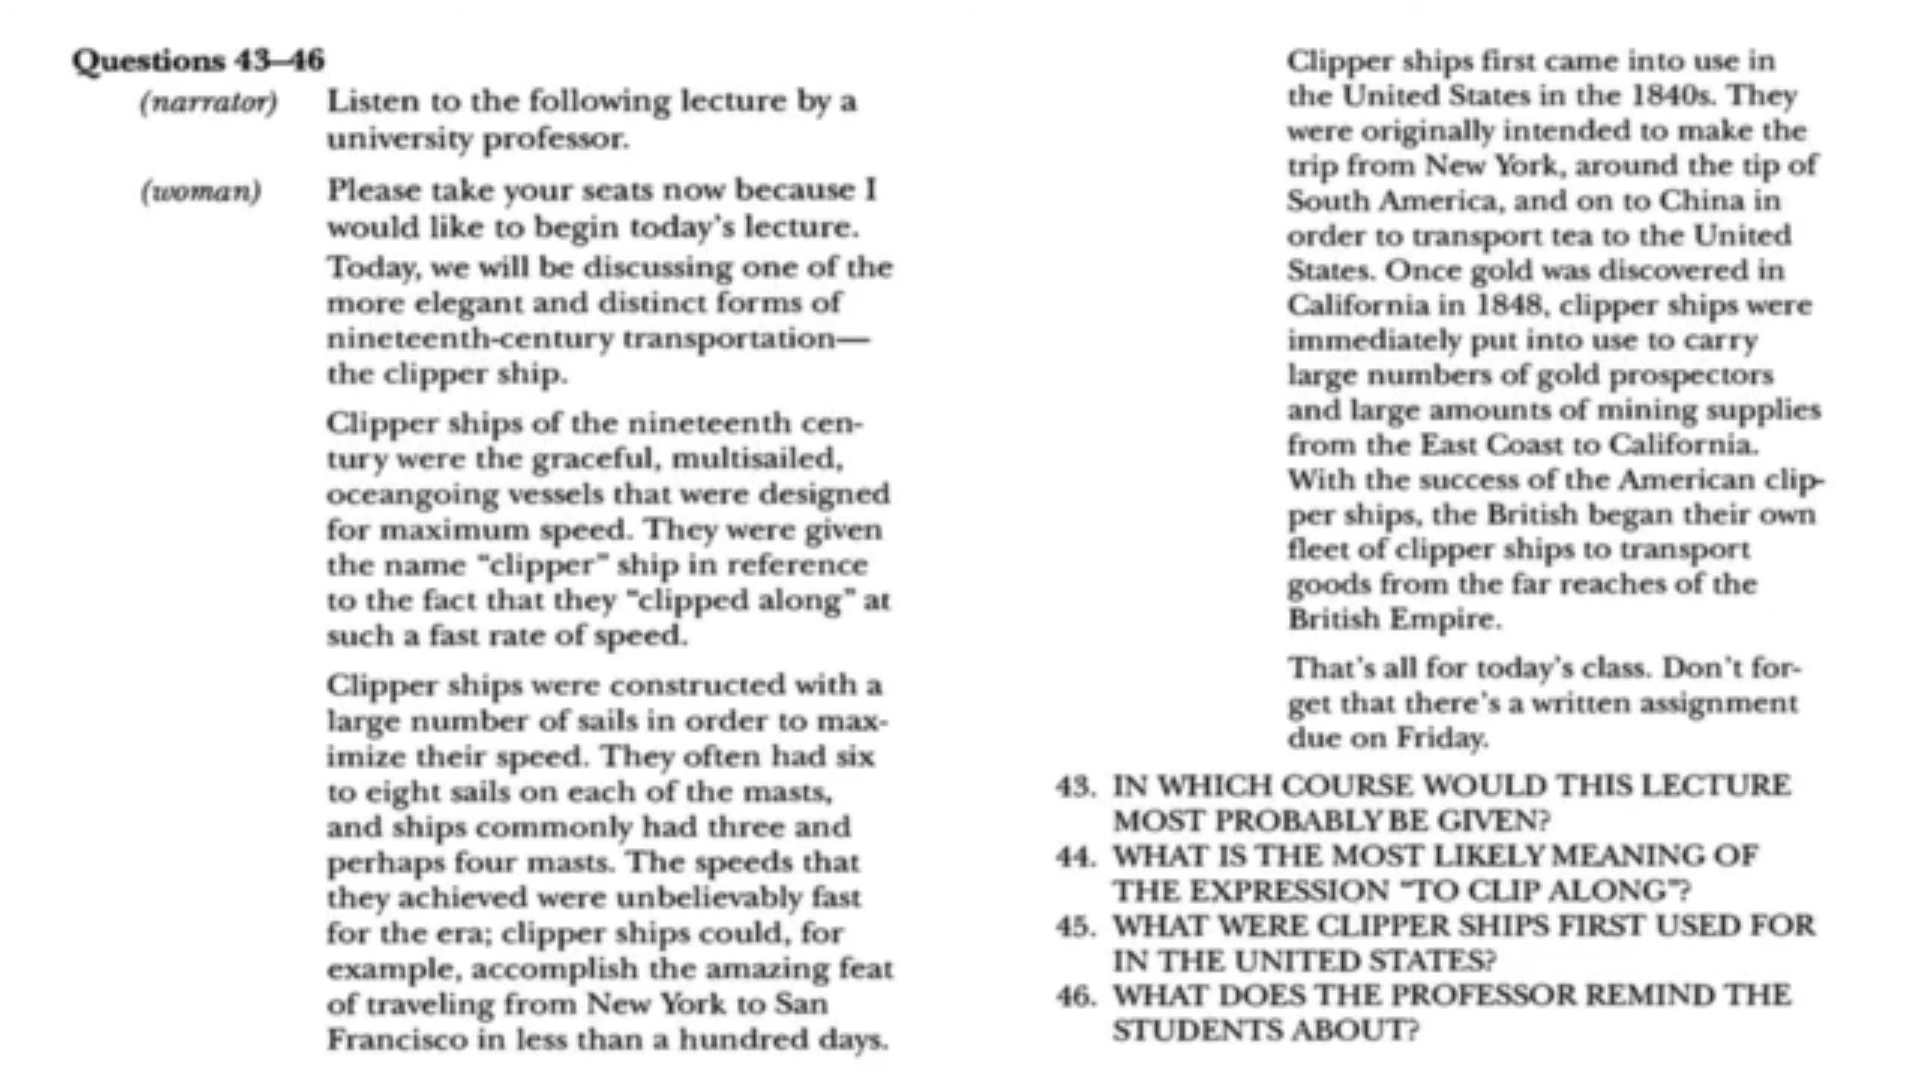 Questions 43–46
(narrator) Listen to the following lecture by a
university professor.
(woman) Please take your seats now because I
would like to begin today's lecture.
Today, we will be discussing one of the
more elegant and distinct forms of
nineteenth-century transportation—
the clipper ship.
Clipper ships of the nineteenth cen-
tury were the graceful, multisailed,
oceangoing vessels that were designed
for maximum speed. They were given
the name "clipper" ship in reference
to the fact that they "clipped along" at
such a fast rate of speed.
Clipper ships were constructed with a
large number of sails in order to max-
imize their speed. They often had six
to eight sails on each of the masts,
and ships commonly had three and
perhaps four masts. The speeds that
they achieved were unbelievably fast
for the era; clipper ships could, for
example, accomplish the amazing feat
of traveling from New York to San
Francisco in less than a hundred days.
Clipper ships first came into use in
the United States in the 1840s. They
were originally intended to make the
trip from New York, around the tip of
South America, and on to China in
order to transport tea to the United
States. Once gold was discovered in
California in 1848, clipper ships were
immediately put into use to carry
large numbers of gold prospectors
and large amounts of mining supplies
from the East Coast to California.
With the success of the American clip-
per ships, the British began their own
fleet of clipper ships to transport
goods from the far reaches of the
British Empire.
That's all for today's class. Don't for-
get that there's a written assignment
due on Friday.
43. IN WHICH COURSE WOULD THIS LECTURE
MOST PROBABLY BE GIVEN?
44. WHAT IS THE MOST LIKELY MEANING OF
THE EXPRESSION "TO CLIP ALONG"?
45. WHAT WERE CLIPPER SHIPS FIRST USED FOR
IN THE UNITED STATES?
46. WHAT DOES THE PROFESSOR REMIND THE
STUDENTS ABOUT?